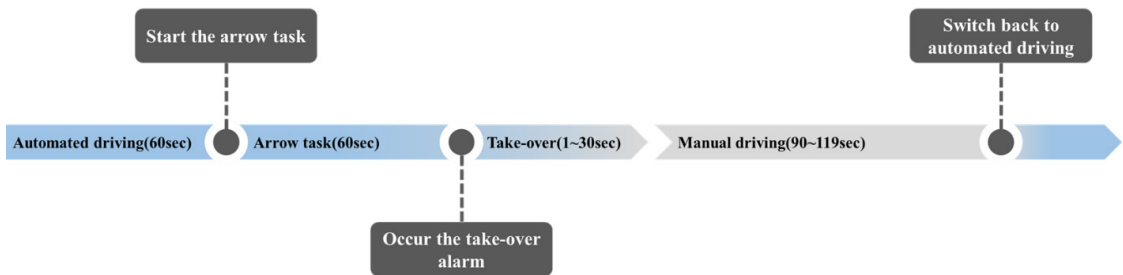 Start the arrow task
Switch back to
automated driving
Automated driving(60sec)
Arrow task(60sec)
Take-over(1~30sec)
Manual driving(90~119sec)
Occur the take-over
alarm